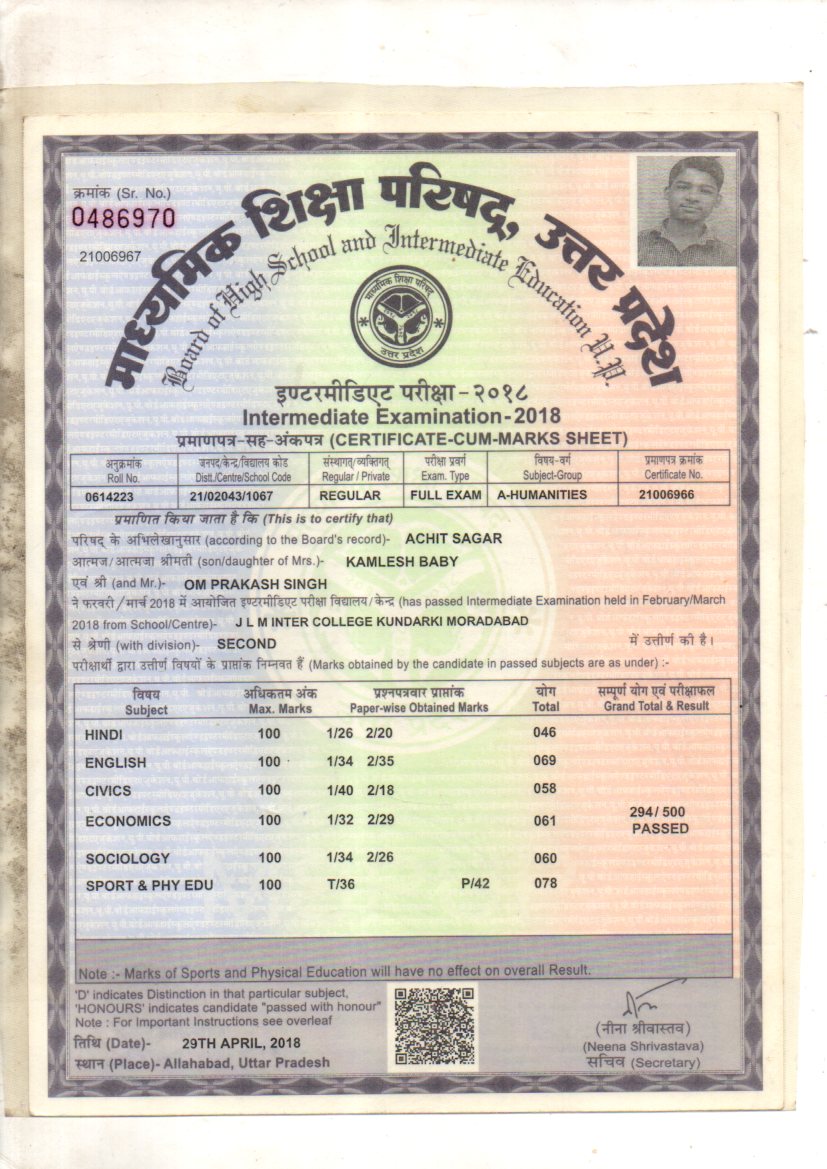 क्रमांक (Sr. No.)
0486970
21006967
माध्यमिक शिक्षा परिषद्, उत्तर प्रदेश
Board of High School and Intermediate Education U.P.
माध्यमिक शिक्षा परिषद्
उत्तर प्रदेश
इण्टरमीडिएट परीक्षा - २०१८
Intermediate Examination - 2018
प्रमाणपत्र-सह-अंकपत्र (CERTIFICATE-CUM-MARKS SHEET)
अनुक्रमांक जनपद/केन्द्र/विद्यालय कोड संस्थागत/व्यक्तिगत परीक्षा प्रवर्ग विषय-वर्ग प्रमाणपत्र क्रमांक
Roll No. Distt./Centre/School Code Regular / Private Exam. Type Subject-Group Certificate No.
0614223 21/02043/1067 REGULAR FULL EXAM A-HUMANITIES 21006966
प्रमाणित किया जाता है कि (This is to certify that)
परिषद् के अभिलेखानुसार (according to the Board's record)- ACHIT SAGAR
आत्मज/आत्मजा श्रीमती (son/daughter of Mrs.)- KAMLESH BABY
एवं श्री (and Mr.)- OM PRAKASH SINGH
ने फरवरी/मार्च 2018 में आयोजित इण्टरमीडिएट परीक्षा विद्यालय/केन्द्र (has passed Intermediate Examination held in February/March
2018 from School/Centre)- J L M INTER COLLEGE KUNDARKI MORADABAD
से श्रेणी (with division)- SECOND में उत्तीर्ण की है।
परीक्षार्थी द्वारा उत्तीर्ण विषयों के प्राप्तांक निम्नवत हैं (Marks obtained by the candidate in passed subjects are as under) :-
विषय अधिकतम अंक प्रश्नपत्रवार प्राप्तांक योग सम्पूर्ण योग एवं परीक्षाफल
Subject Max. Marks Paper-wise Obtained Marks Total Grand Total & Result
HINDI 100 1/26 2/20 046
ENGLISH 100 1/34 2/35 069
CIVICS 100 1/40 2/18 058
ECONOMICS 100 1/32 2/29 061 294/ 500
PASSED
SOCIOLOGY 100 1/34 2/26 060
SPORT & PHY EDU 100 T/36 P/42 078
Note :- Marks of Sports and Physical Education will have no effect on overall Result.
'D' indicates Distinction in that particular subject,
'HONOURS' indicates candidate "passed with honour"
Note : For Important Instructions see overleaf
तिथि (Date)- 29TH APRIL, 2018
स्थान (Place)- Allahabad, Uttar Pradesh
(नीना श्रीवास्तव)
(Neena Shrivastava)
सचिव (Secretary)